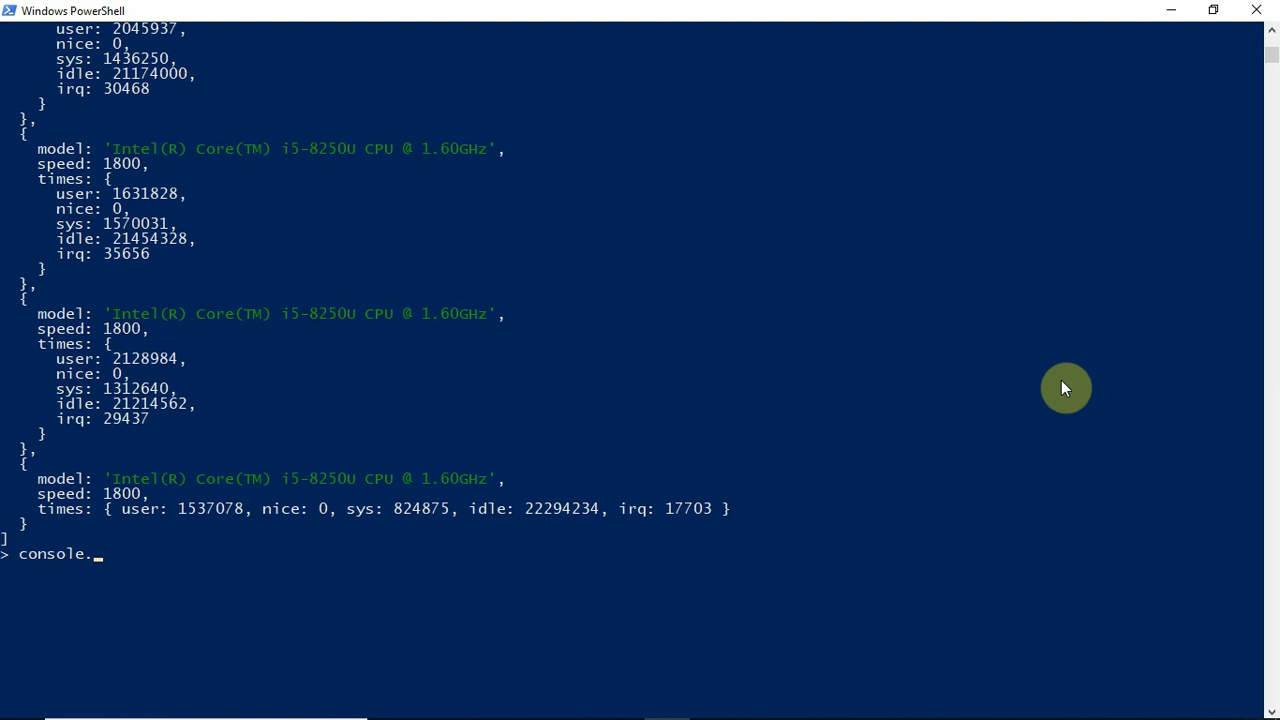 Windows PowerShell
user: 2045937,
nice: 0,
sys: 1436250,
idle: 21174000,
irq: 30468
}
},
{
model: 'Intel(R) Core(TM) i5-8250U CPU @ 1.60GHz',
speed: 1800,
times: {
user: 1631828,
nice: 0,
sys: 1570031,
idle: 21454328,
irq: 35656
}
},
{
model: 'Intel(R) Core(TM) i5-8250U CPU @ 1.60GHz',
speed: 1800,
times: {
user: 2128984,
nice: 0,
sys: 1312640,
idle: 21214562,
irq: 29437
}
},
{
model: 'Intel(R) Core(TM) i5-8250U CPU @ 1.60GHz',
speed: 1800,
times: { user: 1537078, nice: 0, sys: 824875, idle: 22294234, irq: 17703 }
}
]
> console._